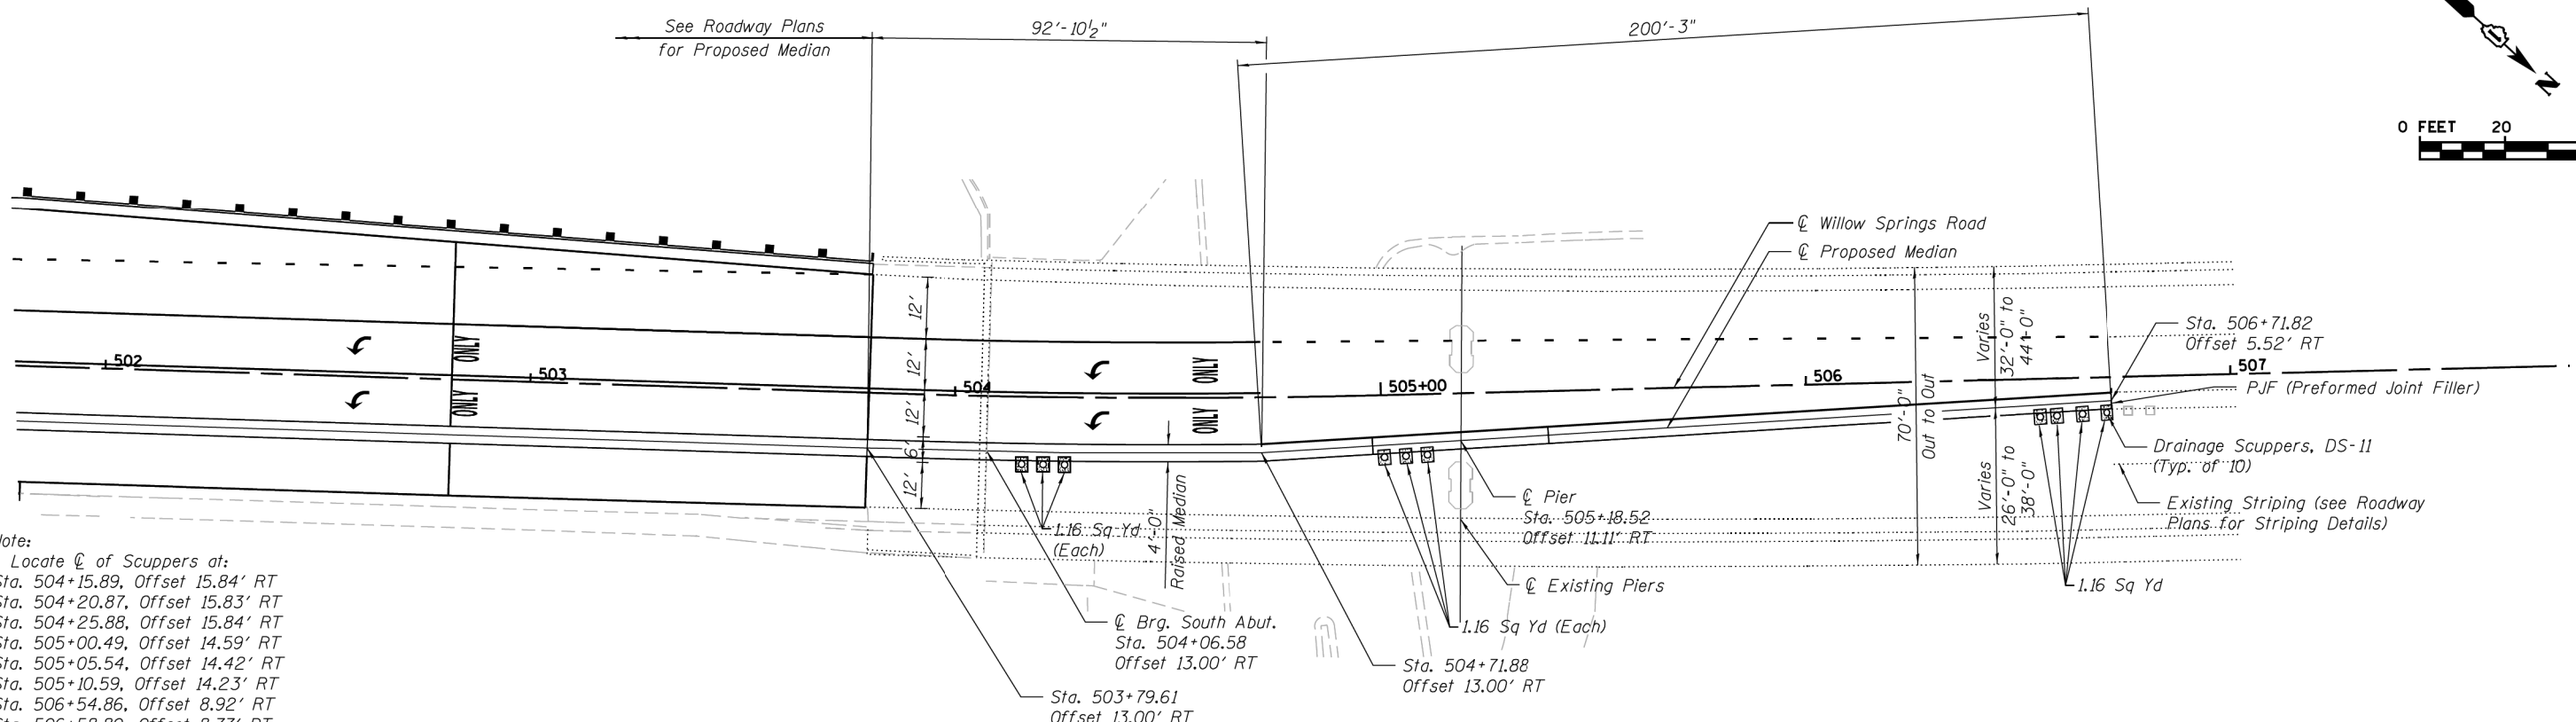 See Roadway Plans
for Proposed Median
92'-10½"
200'-3"
N
0 FEET 20
℄ Willow Springs Road
℄ Proposed Median
12'
12'
12'
6'
12'
ONLY
ONLY
ONLY
ONLY
502
503
504
505+00
506
507
70'-0"
Out to Out
Varies
32'-0" to
44'-0"
Varies
26'-0" to
38'-0"
Sta. 506+71.82
Offset 5.52' RT
PJF (Preformed Joint Filler)
Drainage Scuppers, DS-11
(Typ. of 10)
Existing Striping (see Roadway
Plans for Striping Details)
1.16 Sq Yd
(Each)
4'-0"
Raised Median
℄ Pier
Sta. 505+18.52
Offset 11.11' RT
℄ Existing Piers
1.16 Sq Yd (Each)
1.16 Sq Yd
℄ Brg. South Abut.
Sta. 504+06.58
Offset 13.00' RT
Sta. 504+71.88
Offset 13.00' RT
Sta. 503+79.61
Offset 13.00' RT
Note:
Locate ℄ of Scuppers at:
Sta. 504+15.89, Offset 15.84' RT
Sta. 504+20.87, Offset 15.83' RT
Sta. 504+25.88, Offset 15.84' RT
Sta. 505+00.49, Offset 14.59' RT
Sta. 505+05.54, Offset 14.42' RT
Sta. 505+10.59, Offset 14.23' RT
Sta. 506+54.86, Offset 8.92' RT